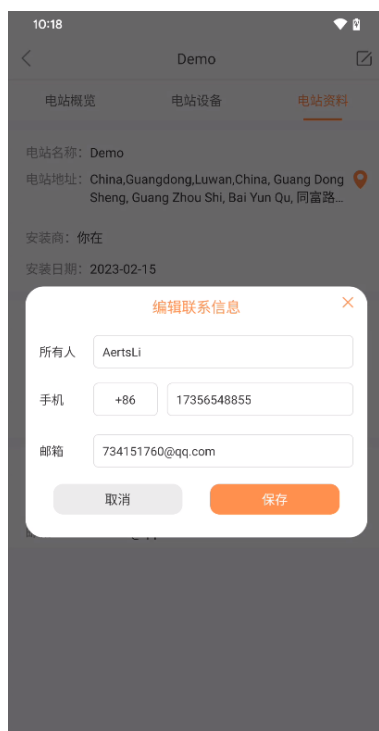 10:18
Demo
电站概览 电站设备 电站资料
电站名称: Demo
电站地址: China,Guangdong,Luwan,China, Guang Dong
Sheng, Guang Zhou Shi, Bai Yun Qu, 同富路...
安装商: 你在
安装日期: 2023-02-15
编辑联系信息
所有人 AertsLi
手机 +86 17356548855
邮箱 734151760@qq.com
取消 保存